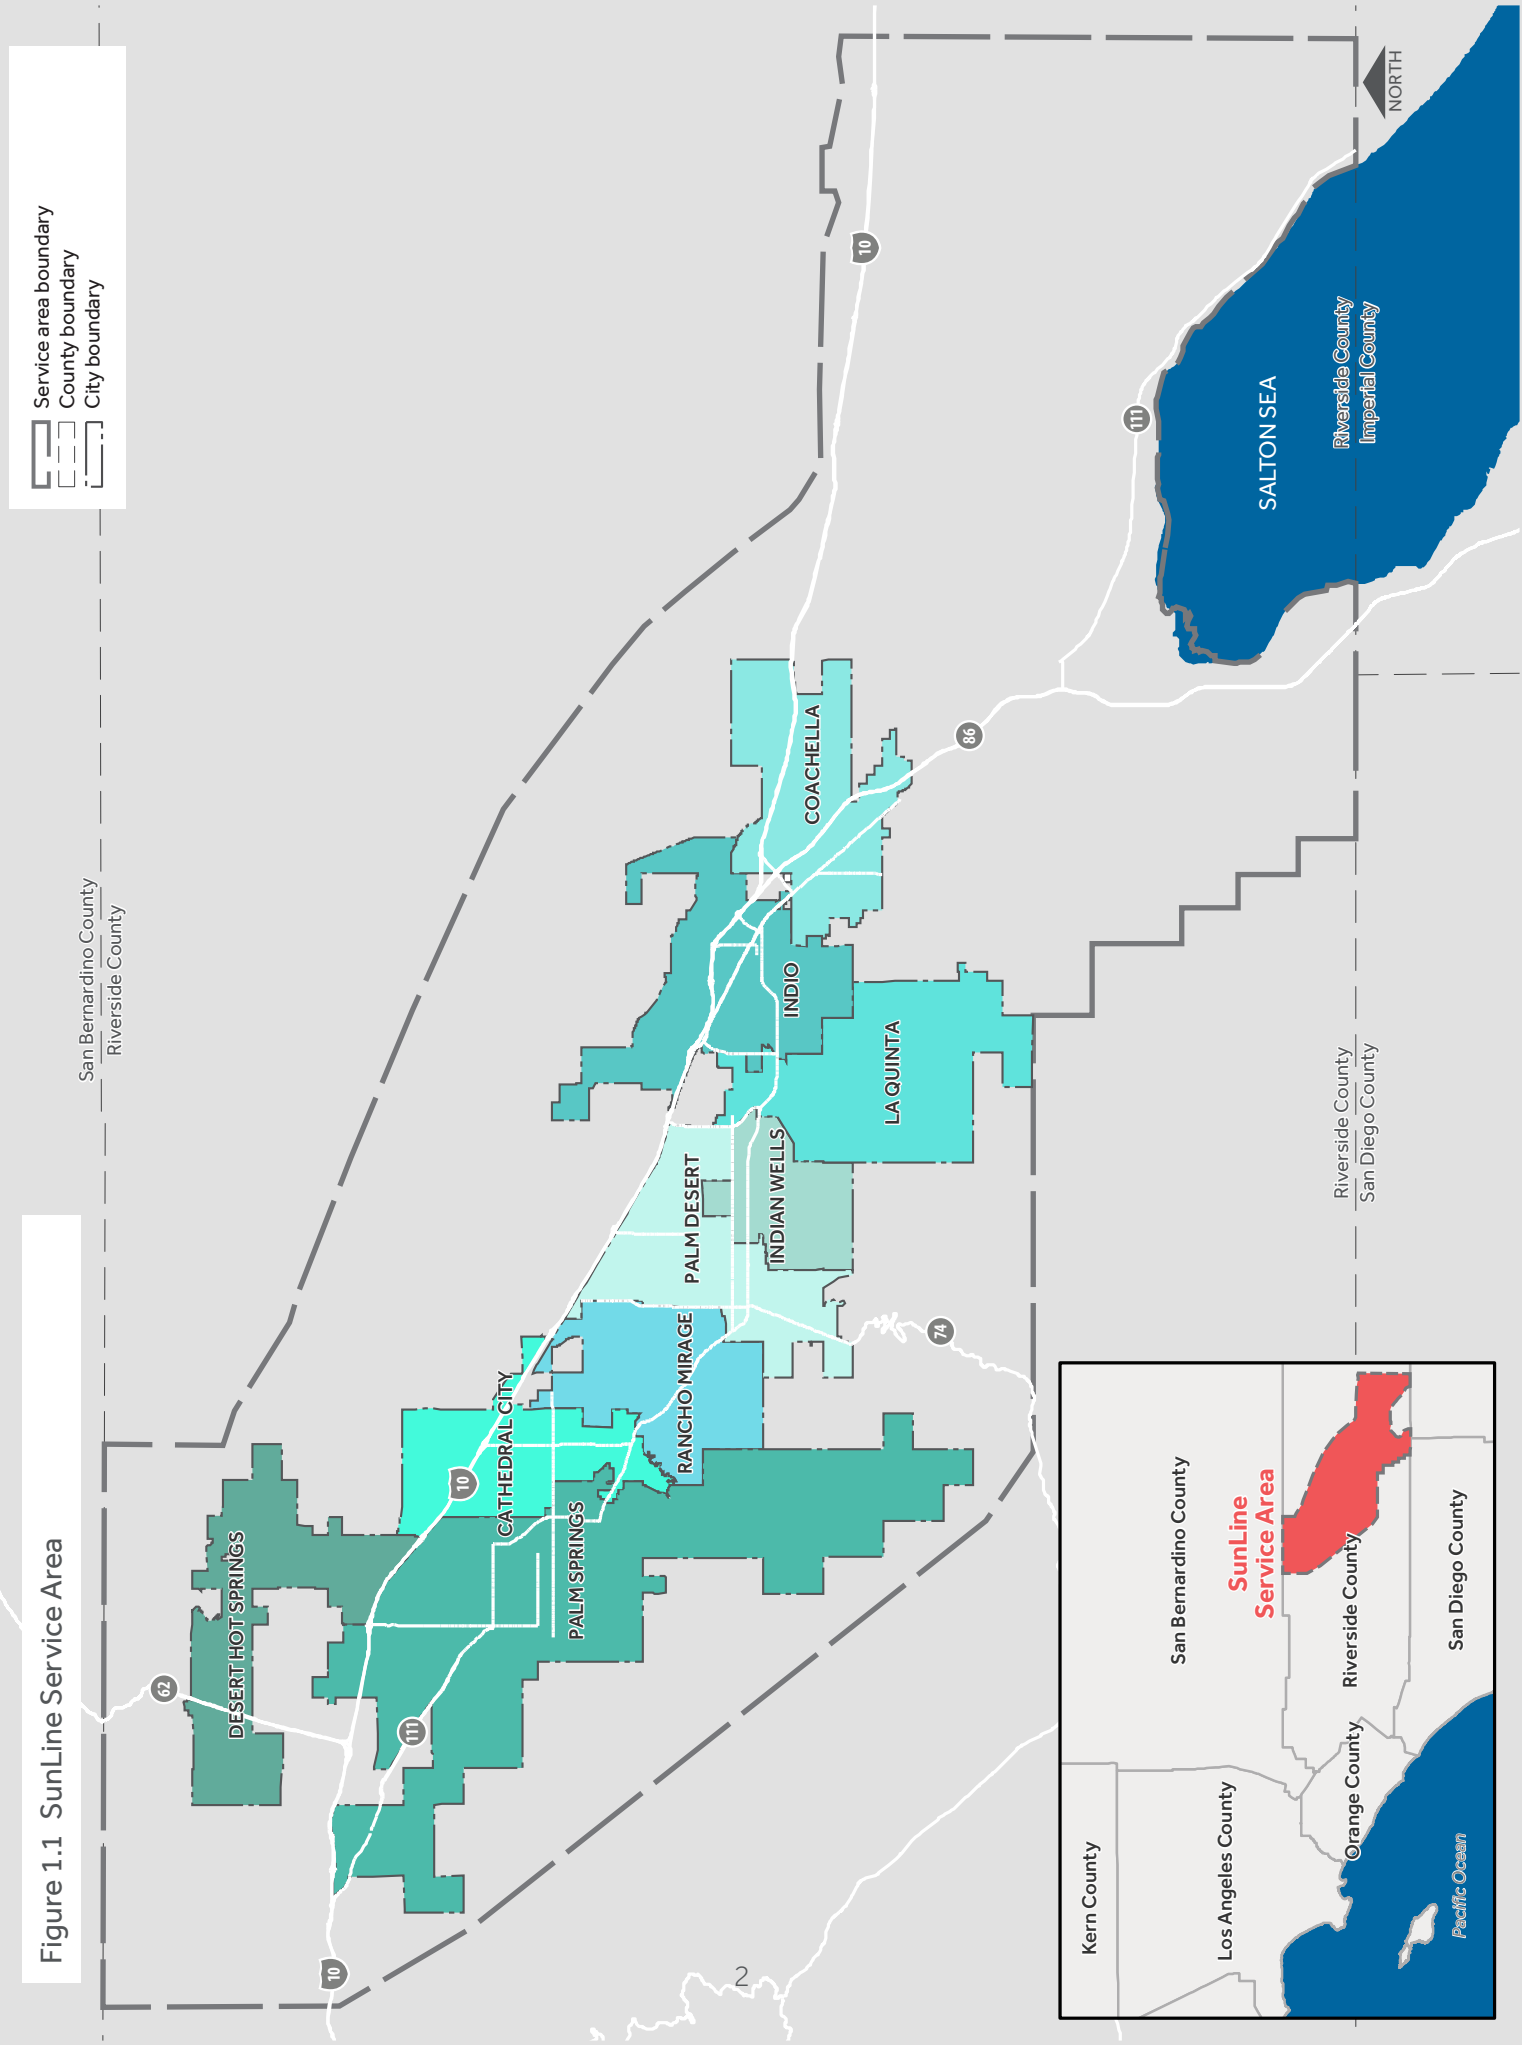 Figure 1.1 SunLine Service Area
Service area boundary
County boundary
City boundary
San Bernardino County
Riverside County
62
DESERT HOT SPRINGS
10
10
111
CATHEDRAL CITY
PALM SPRINGS
RANCHO MIRAGE
PALM DESERT
INDIAN WELLS
INDIO
LA QUINTA
COACHELLA
10
86
74
111
SALTON SEA
Riverside County
Imperial County
Riverside County
San Diego County
NORTH
Kern County
San Bernardino County
Los Angeles County
SunLine
Service Area
Riverside County
Orange County
San Diego County
Pacific Ocean
2